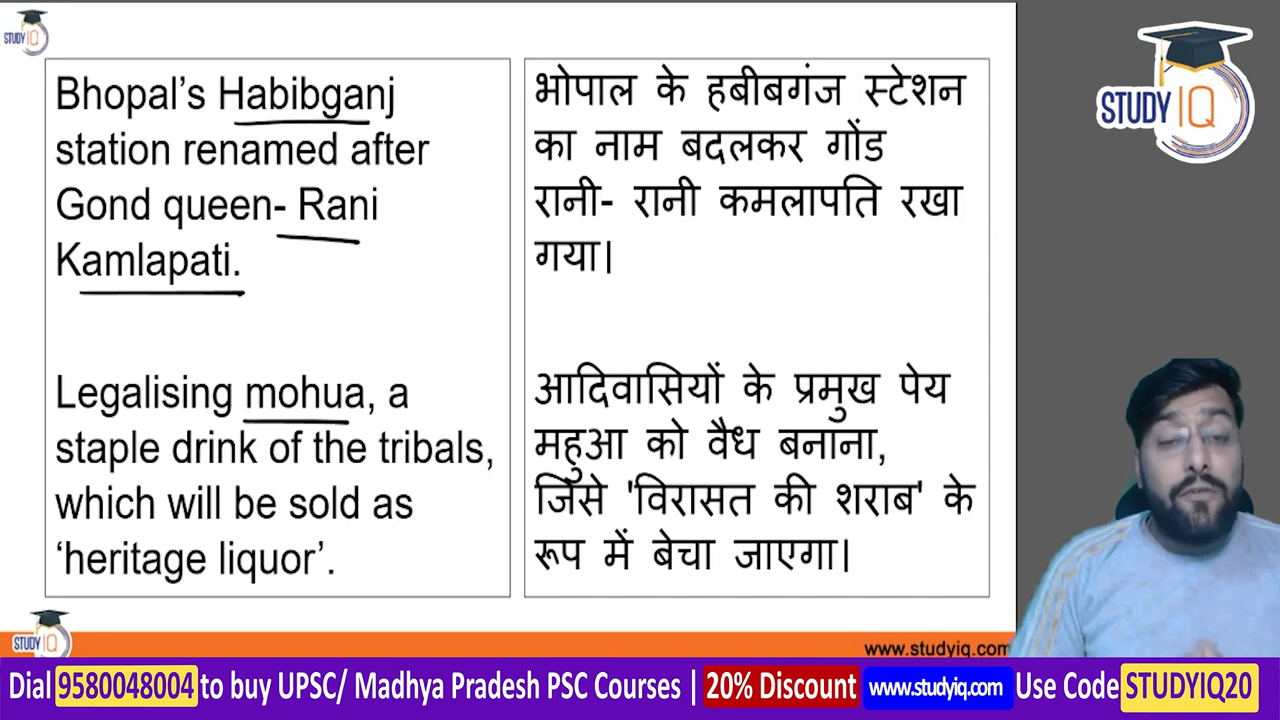 STUDY IQ
Bhopal’s Habibganj
station renamed after
Gond queen- Rani
Kamlapati.
Legalising mohua, a
staple drink of the tribals,
which will be sold as
‘heritage liquor’.
भोपाल के हबीबगंज स्टेशन
का नाम बदलकर गोंड
रानी- रानी कमलापति रखा
गया।
आदिवासियों के प्रमुख पेय
महुआ को वैध बनाना,
जिसे 'विरासत की शराब' के
रूप में बेचा जाएगा।
STUDY IQ
STUDY IQ
www.studyiq.com
Dial 9580048004 to buy UPSC/ Madhya Pradesh PSC Courses | 20% Discount www.studyiq.com Use Code STUDYIQ20